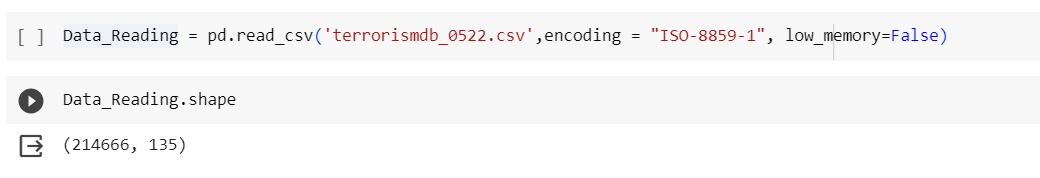 [ ] Data_Reading = pd.read_csv('terrorismdb_0522.csv',encoding = "ISO-8859-1", low_memory=False)
Data_Reading.shape
(214666, 135)